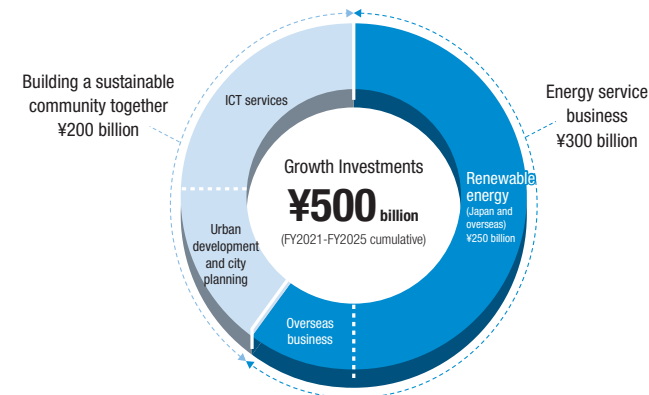 Building a sustainable
community together
¥200 billion
ICT services
Energy service
business
¥300 billion
Growth Investments
¥500 billion
(FY2021-FY2025 cumulative)
Renewable
energy
(Japan and
overseas)
¥250 billion
Urban
development
and city
planning
Overseas
business